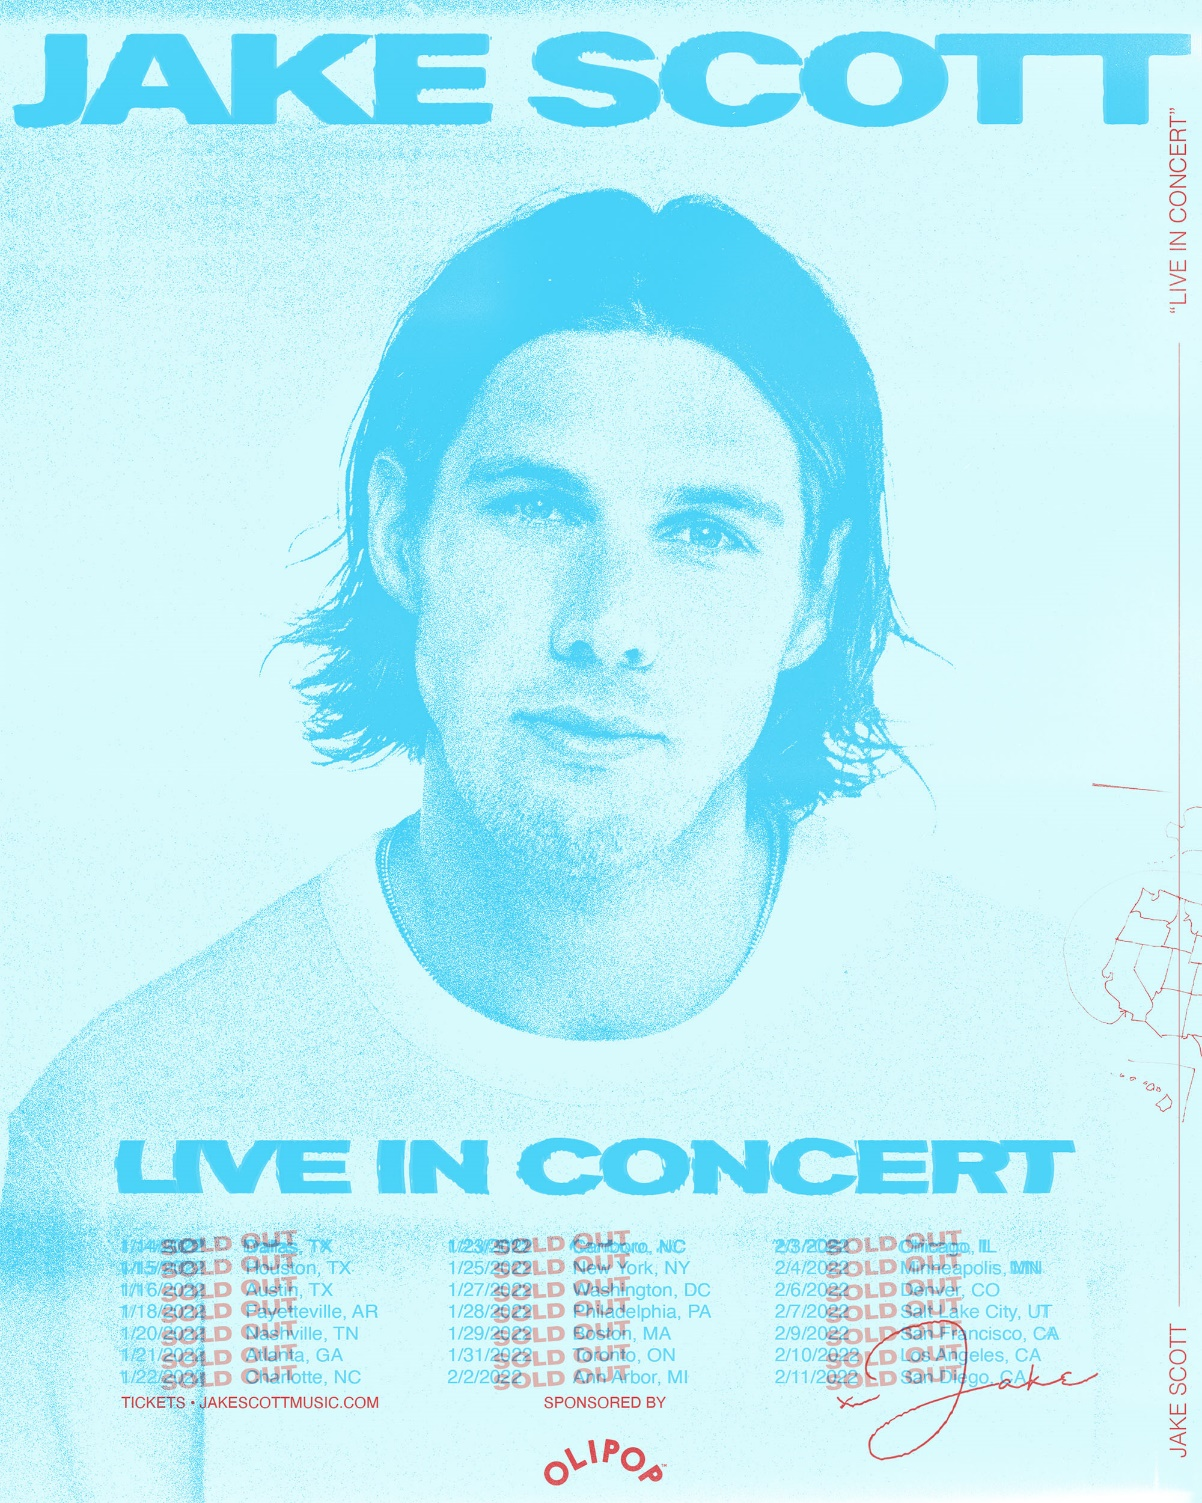 JAKE SCOTT
“LIVE IN CONCERT”
LIVE IN CONCERT
1/14/2022 SOLD OUT Dallas, TX
1/15/2022 SOLD OUT Houston, TX
1/16/2022 SOLD OUT Austin, TX
1/18/2022 SOLD OUT Fayetteville, AR
1/20/2022 SOLD OUT Nashville, TN
1/21/2022 SOLD OUT Atlanta, GA
1/22/2022 SOLD OUT Charlotte, NC
1/23/2022 SOLD OUT Carrboro, NC
1/25/2022 SOLD OUT New York, NY
1/27/2022 SOLD OUT Washington, DC
1/28/2022 SOLD OUT Philadelphia, PA
1/29/2022 SOLD OUT Boston, MA
1/31/2022 SOLD OUT Toronto, ON
2/2/2022 SOLD OUT Ann Arbor, MI
2/3/2022 SOLD OUT Chicago, IL
2/4/2022 SOLD OUT Minneapolis, MN
2/6/2022 SOLD OUT Denver, CO
2/7/2022 SOLD OUT Salt Lake City, UT
2/9/2022 SOLD OUT San Francisco, CA
2/10/2022 SOLD OUT Los Angeles, CA
2/11/2022 SOLD OUT San Diego, CA
x Jake
TICKETS • JAKESCOTTMUSIC.COM
SPONSORED BY
OLIPOP™
JAKE SCOTT